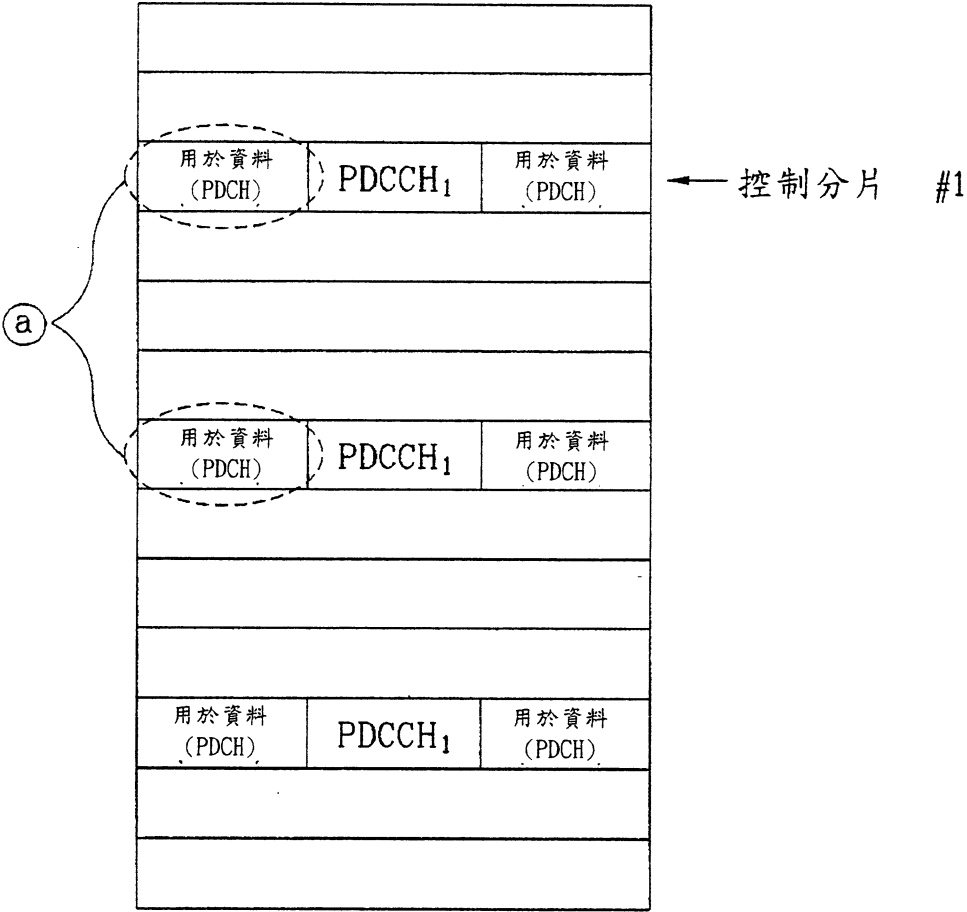 用於資料
(PDCH)
PDCCH₁
用於資料
(PDCH)
控制分片 #1
ⓐ
用於資料
(PDCH)
PDCCH₁
用於資料
(PDCH)
用於資料
(PDCH)
PDCCH₁
用於資料
(PDCH)